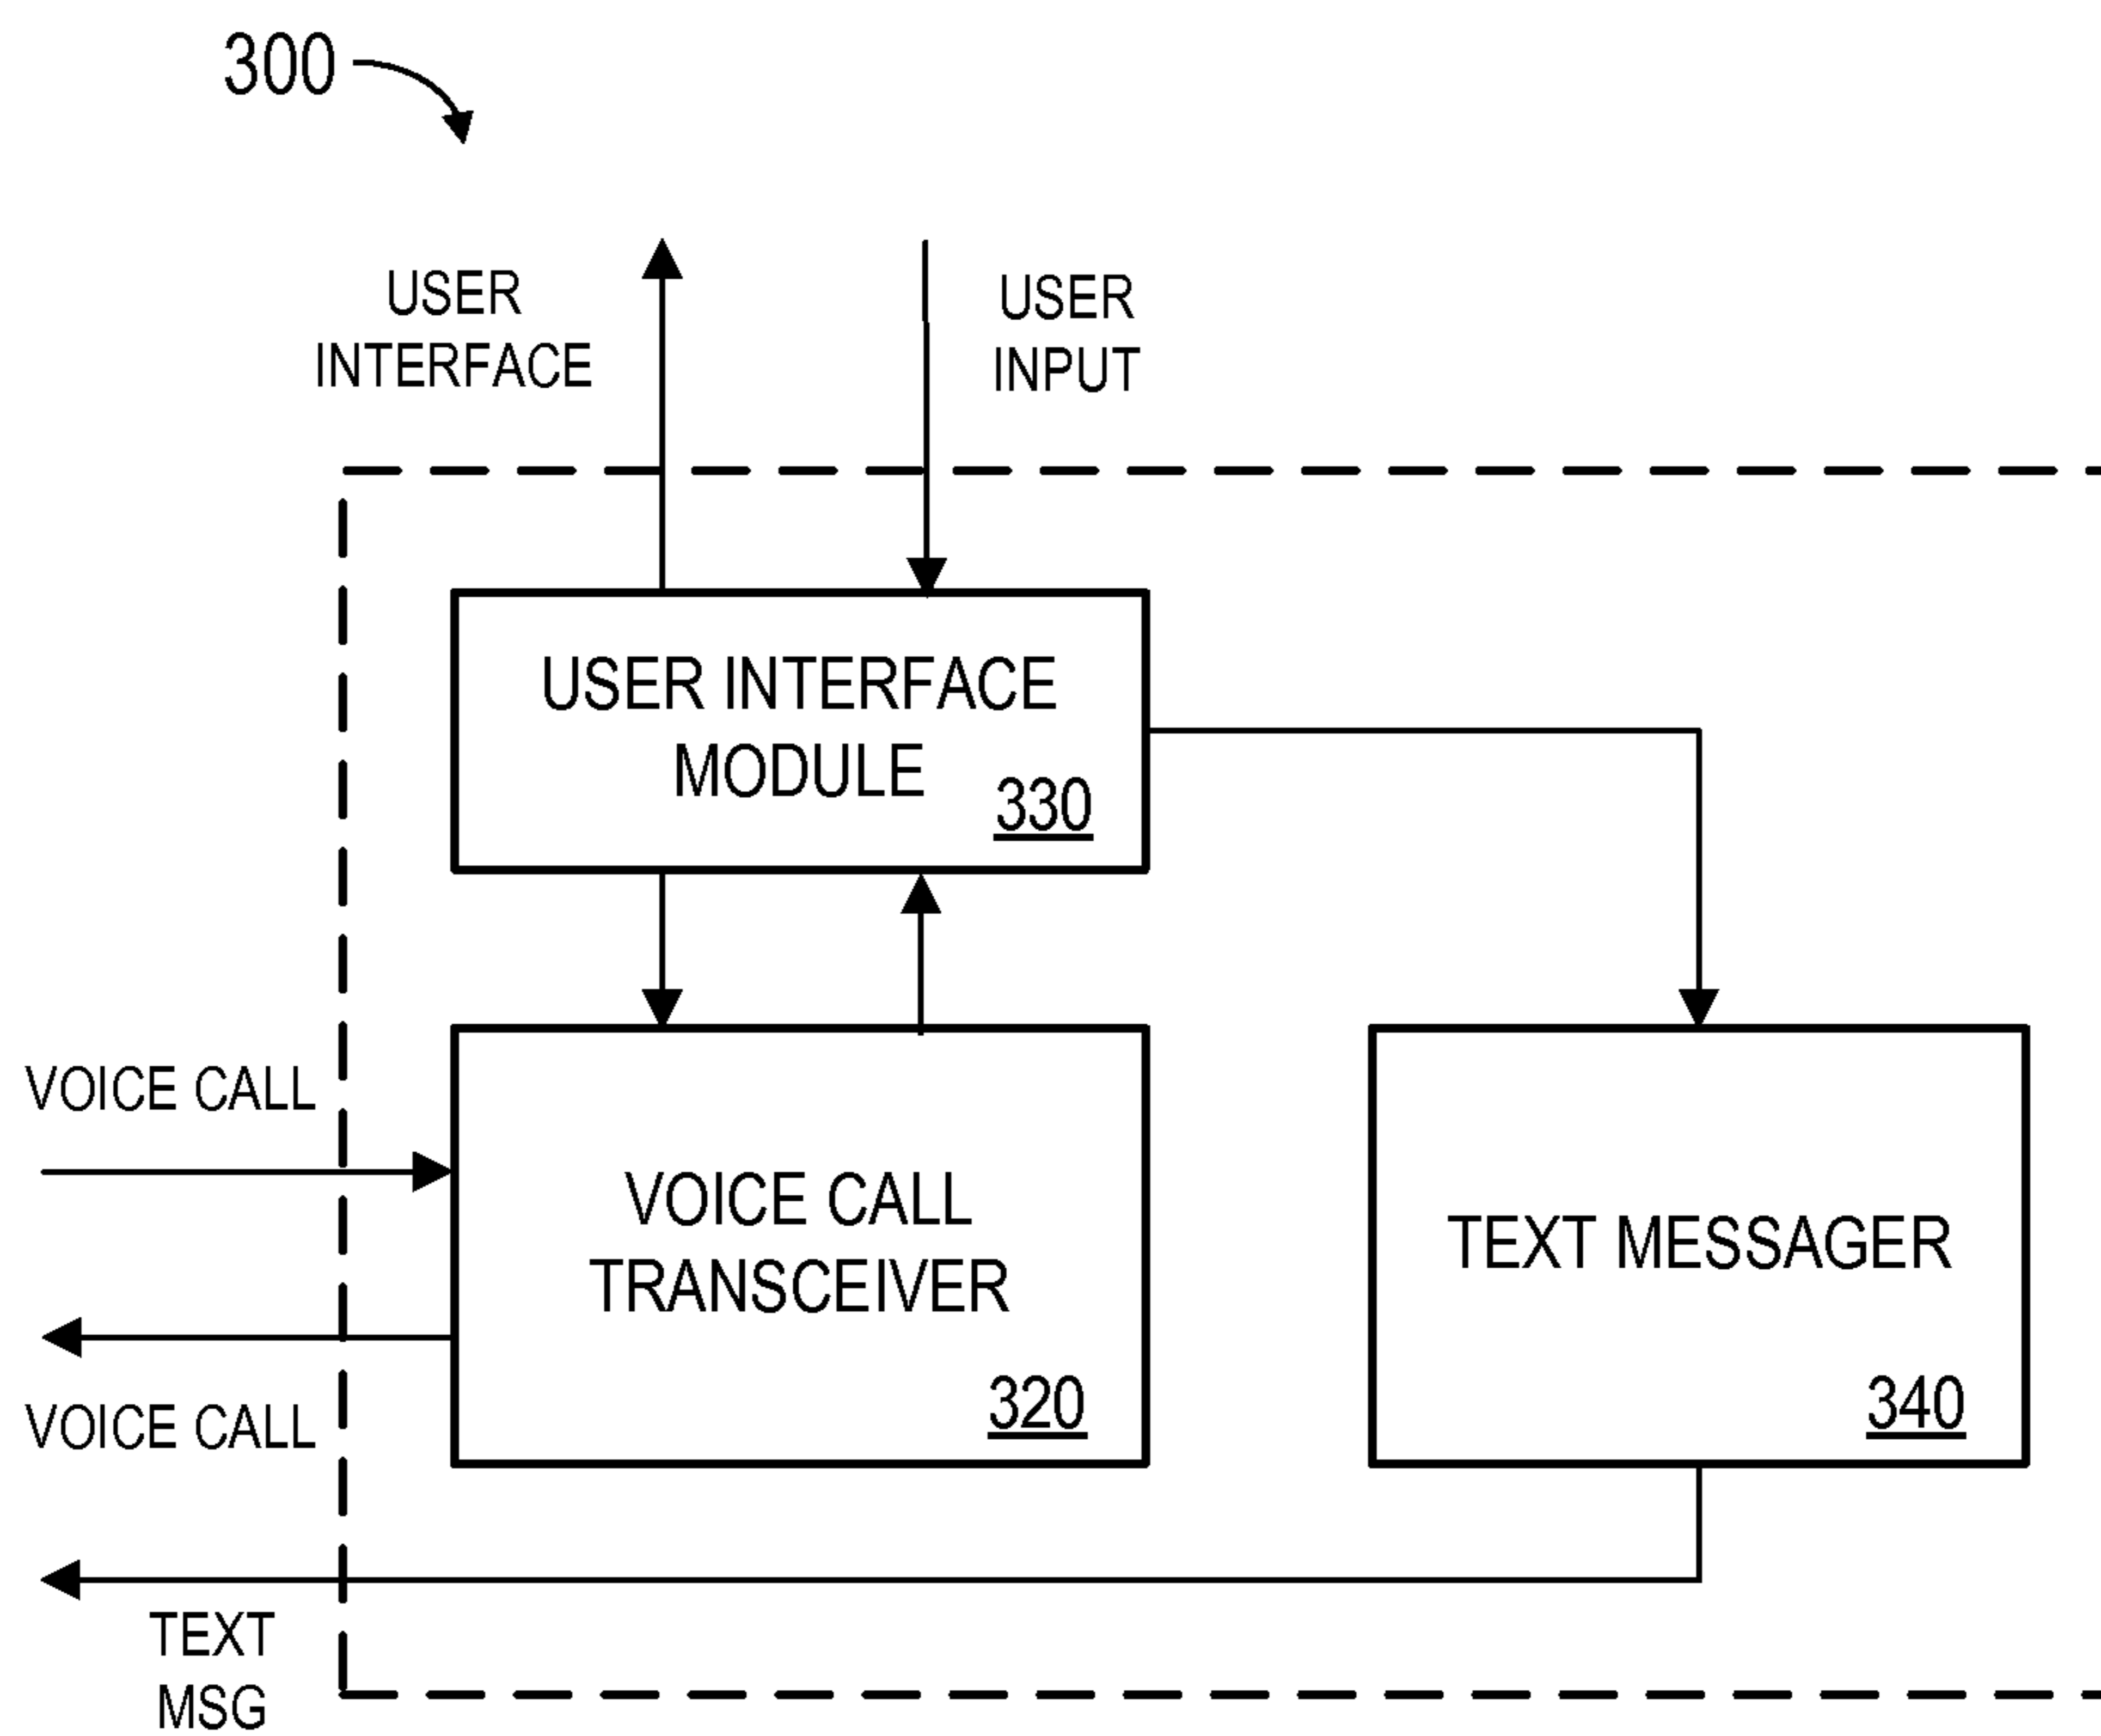 300
USER
INTERFACE
USER
INPUT
USER INTERFACE
MODULE
330
VOICE CALL
VOICE CALL
TRANSCEIVER
320
TEXT MESSAGER
340
VOICE CALL
TEXT
MSG